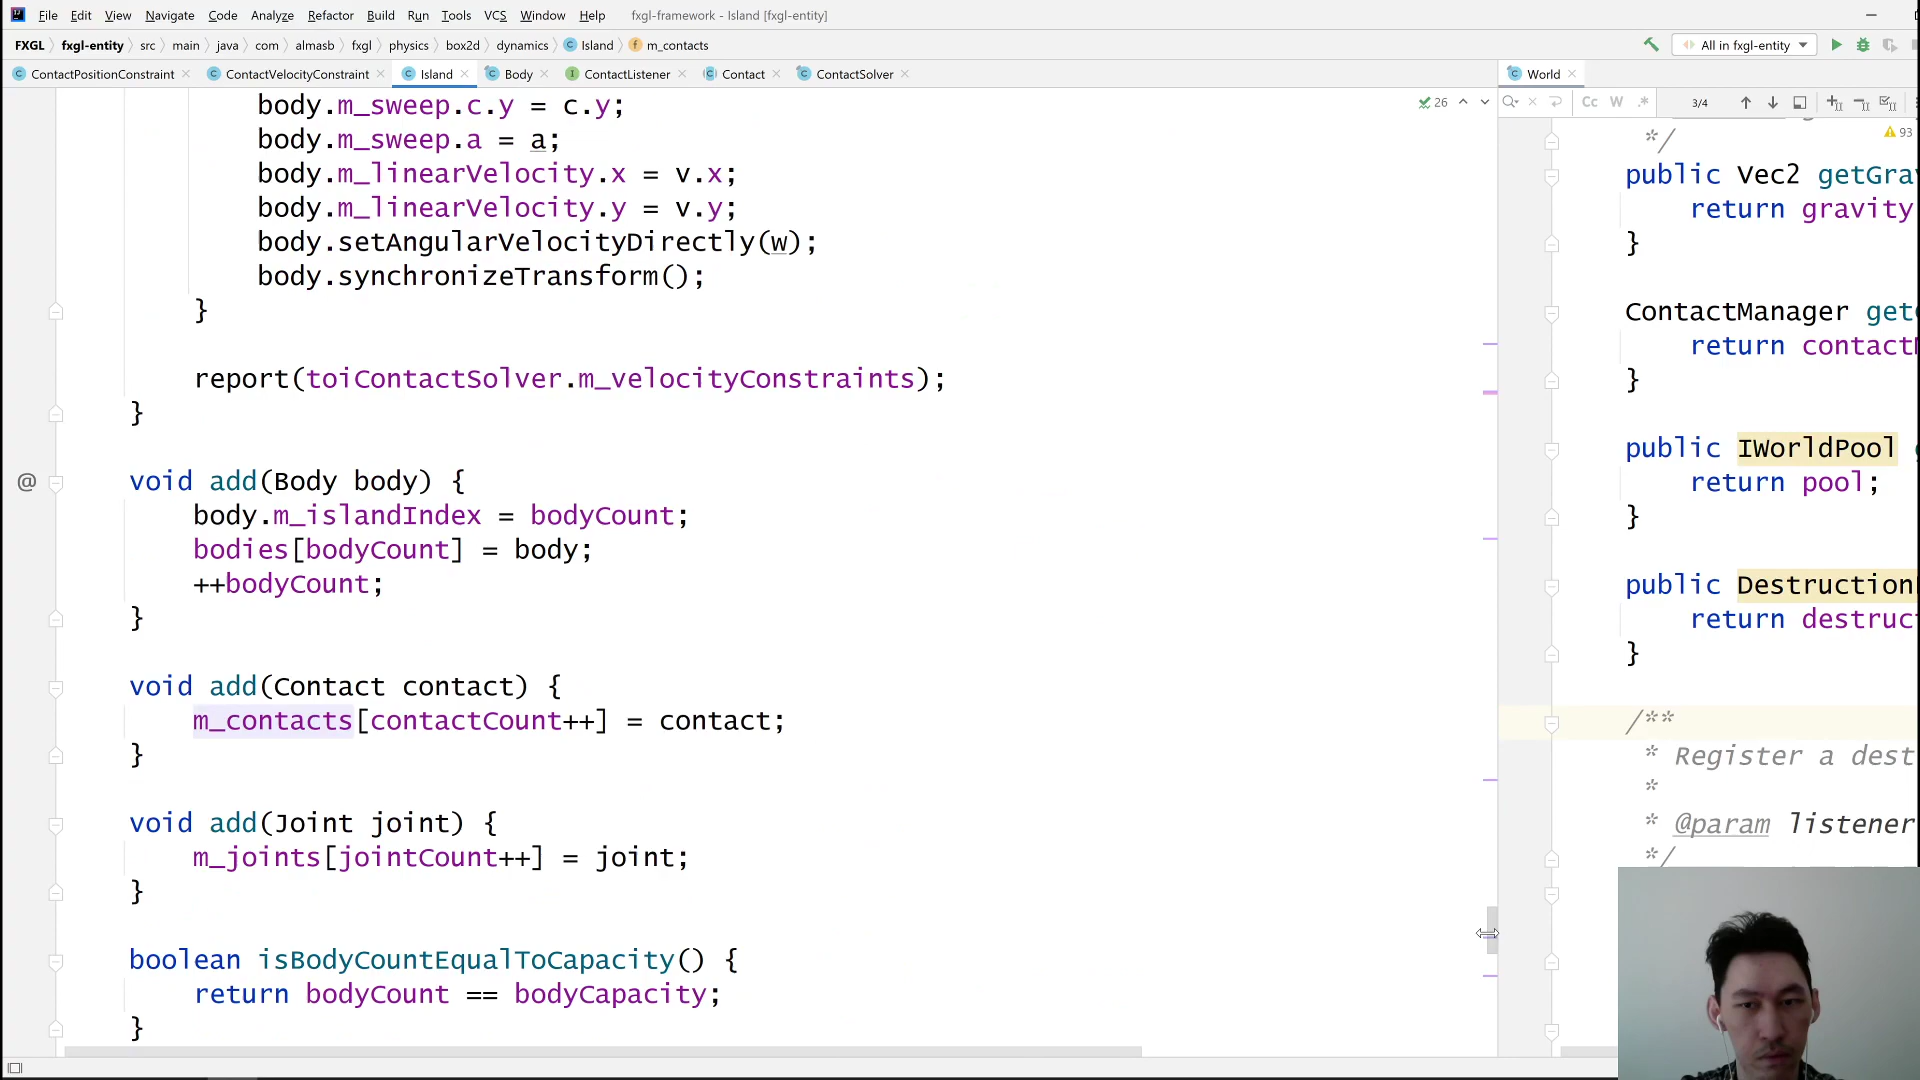 File Edit View Navigate Code Analyze Refactor Build Run Tools VCS Window Help fxgl-framework - Island [fxgl-entity]
FXGL fxgl-entity src main java com almasb fxgl physics box2d dynamics Island m_contacts All in fxgl-entity
ContactPositionConstraint ContactVelocityConstraint Island Body ContactListener Contact ContactSolver
body.m_sweep.c.y = c.y;
body.m_sweep.a = a;
body.m_linearVelocity.x = v.x;
body.m_linearVelocity.y = v.y;
body.setAngularVelocityDirectly(w);
body.synchronizeTransform();
}
report(toiContactSolver.m_velocityConstraints);
}
void add(Body body) {
body.m_islandIndex = bodyCount;
bodies[bodyCount] = body;
++bodyCount;
}
void add(Contact contact) {
m_contacts[contactCount++] = contact;
}
void add(Joint joint) {
m_joints[jointCount++] = joint;
}
boolean isBodyCountEqualToCapacity() {
return bodyCount == bodyCapacity;
}
26
World
Cc W .* 3/4
93
*/
public Vec2 getGra
return gravity
}
ContactManager get
return contact
}
public IWorldPool
return pool;
}
public Destruction
return destruc
}
/**
* Register a dest
*
* @param listener
*/
@